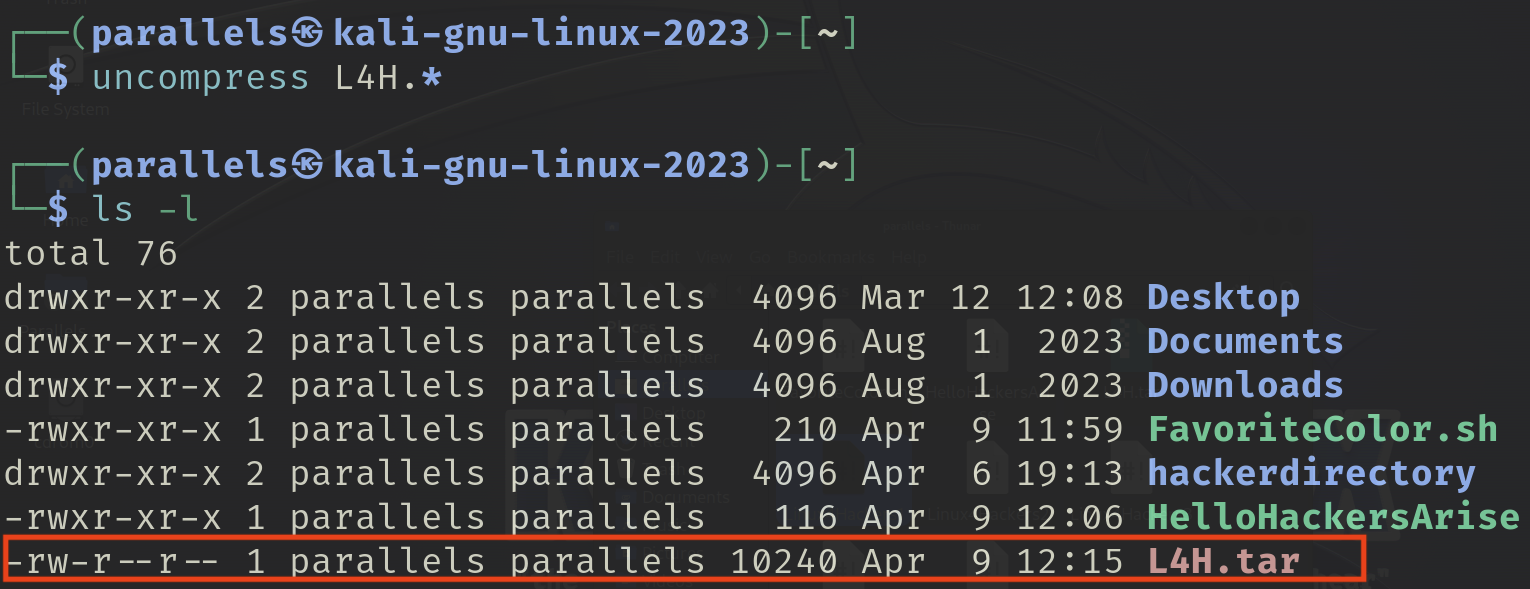 ┌──(parallels㉿kali-gnu-linux-2023)-[~]
└─$ uncompress L4H.*
File System
┌──(parallels㉿kali-gnu-linux-2023)-[~]
└─$ ls -l
total 76
drwxr-xr-x 2 parallels parallels  4096 Mar 12 12:08 Desktop
drwxr-xr-x 2 parallels parallels  4096 Aug  1  2023 Documents
drwxr-xr-x 2 parallels parallels  4096 Aug  1  2023 Downloads
-rwxr-xr-x 1 parallels parallels   210 Apr  9 11:59 FavoriteColor.sh
drwxr-xr-x 2 parallels parallels  4096 Apr  6 19:13 hackerdirectory
-rwxr-xr-x 1 parallels parallels   116 Apr  9 12:06 HelloHackersArise
-rw-r--r-- 1 parallels parallels 10240 Apr  9 12:15 L4H.tar